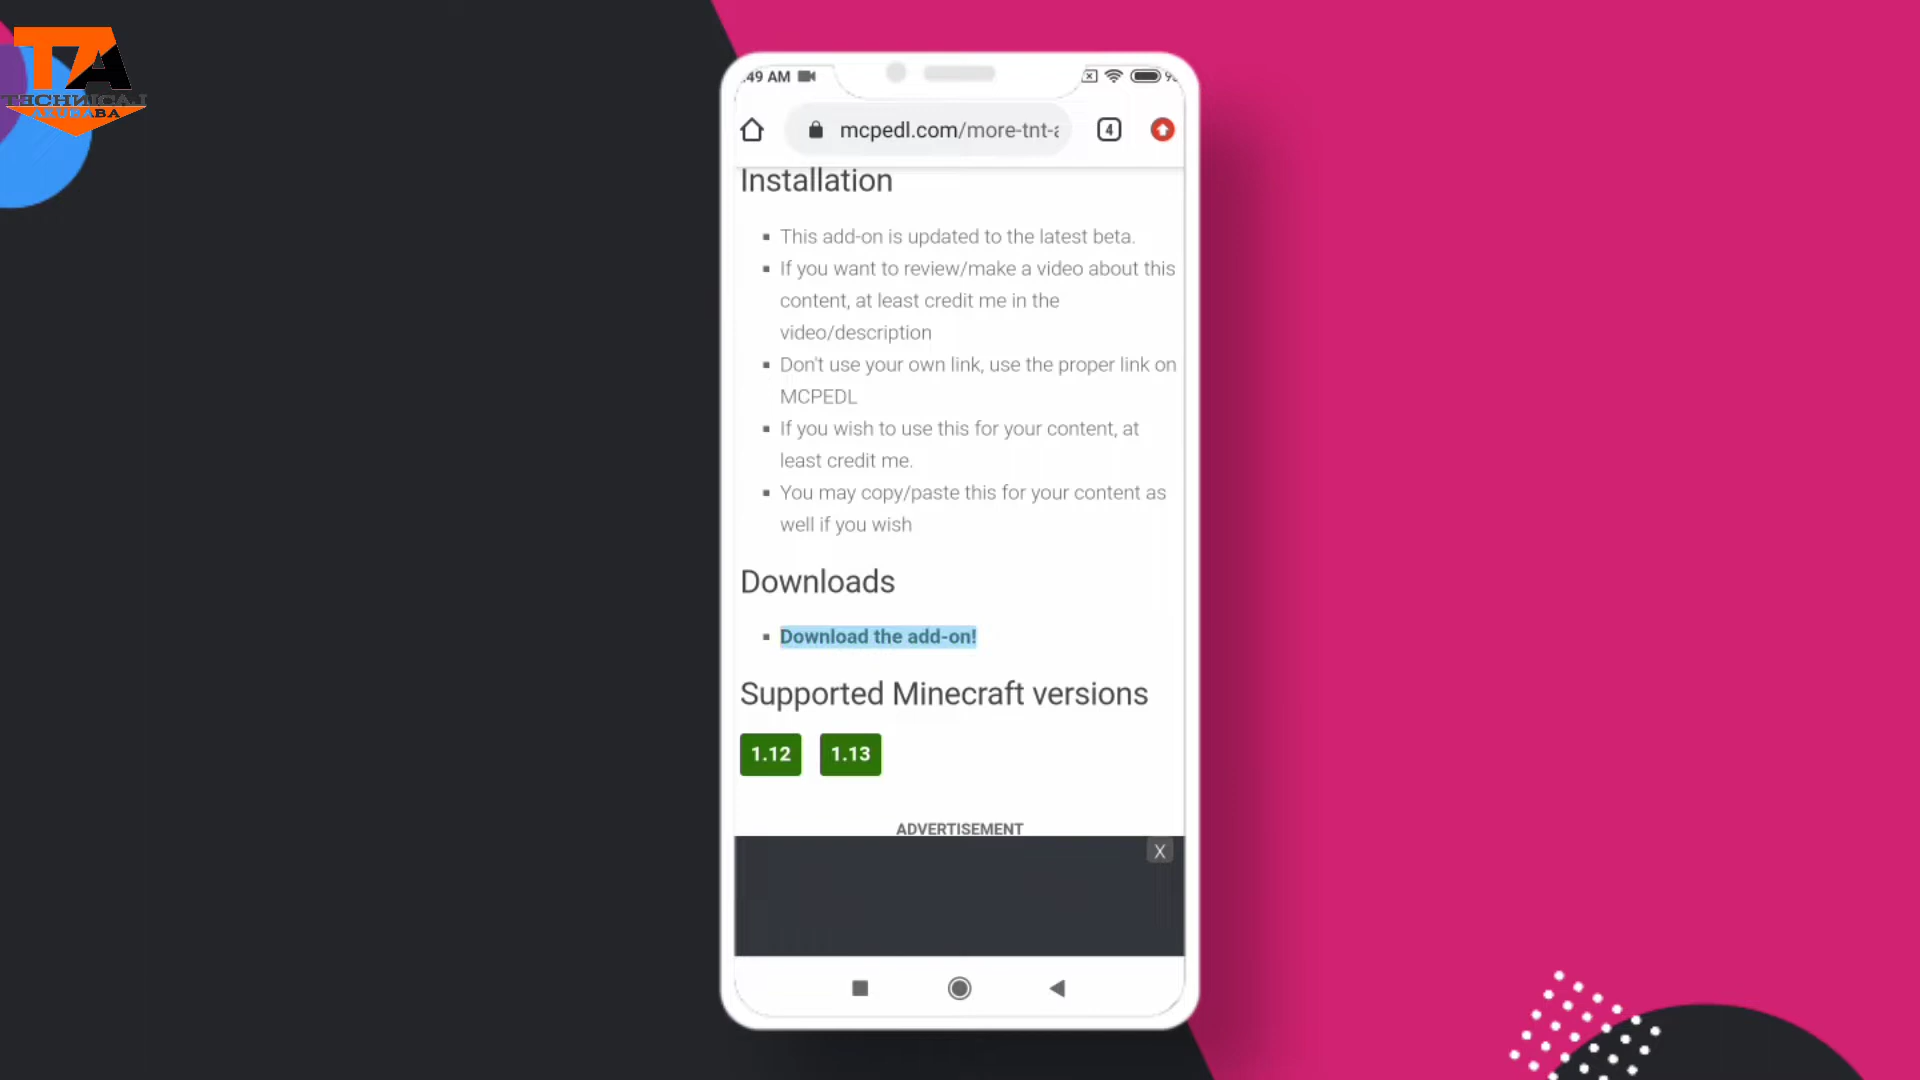 TA
TECHNICAL
AKUBABA
:49 AM
mcpedl.com/more-tnt-a
4
Installation
This add-on is updated to the latest beta.
If you want to review/make a video about this
content, at least credit me in the
video/description
Don't use your own link, use the proper link on
MCPEDL
If you wish to use this for your content, at
least credit me.
You may copy/paste this for your content as
well if you wish
Downloads
Download the add-on!
Supported Minecraft versions
1.12 1.13
ADVERTISEMENT
X